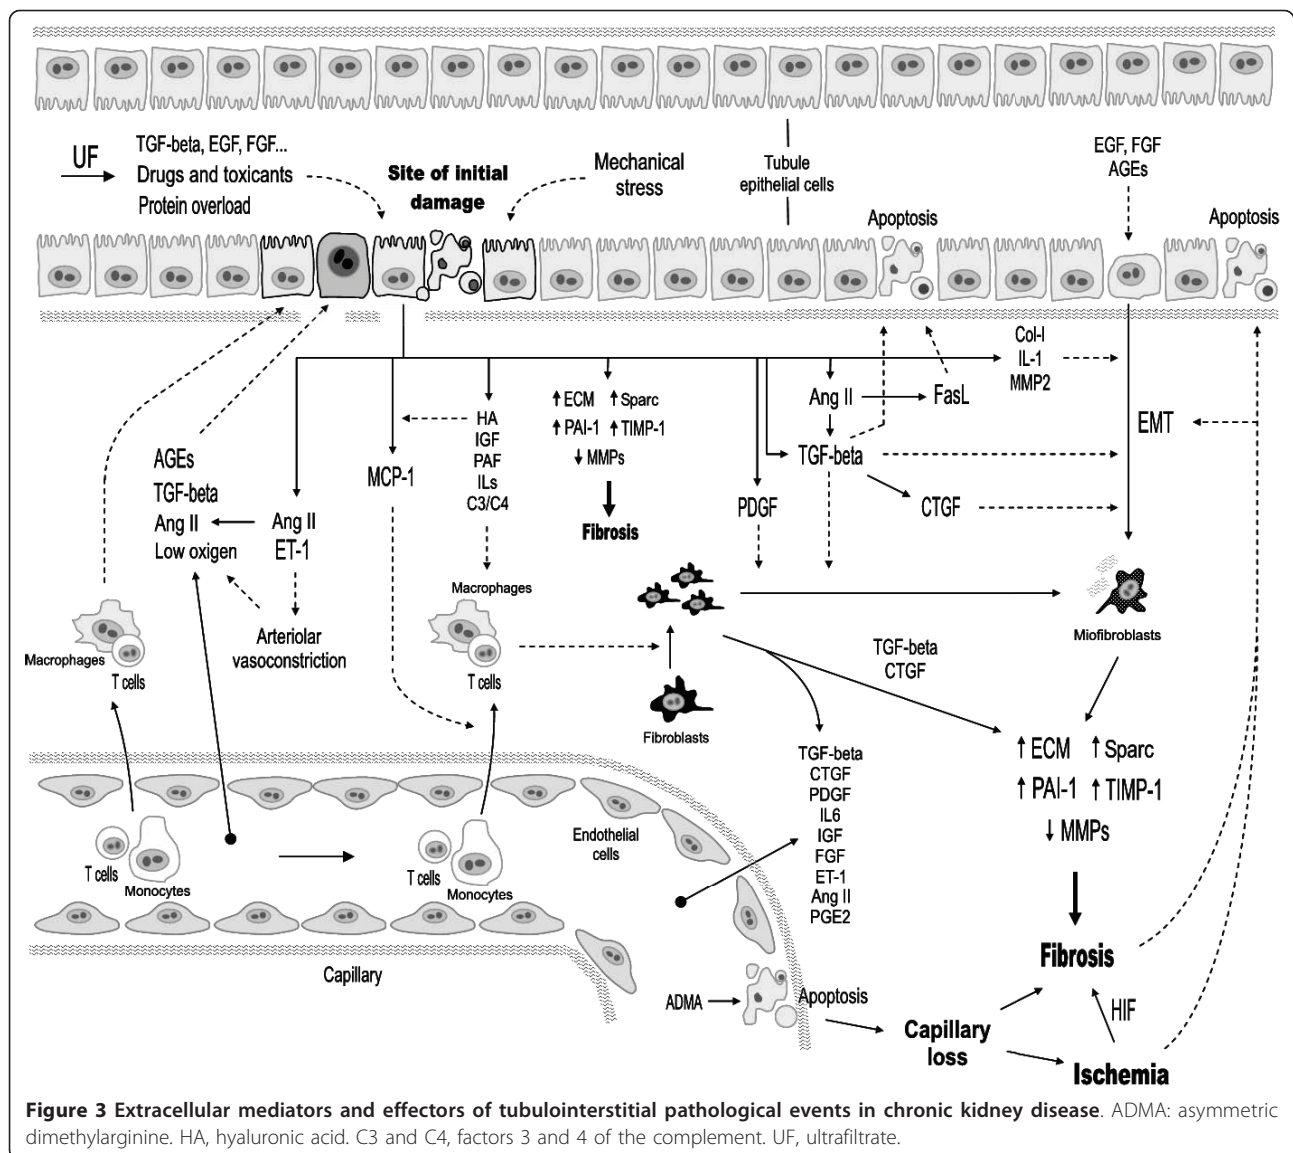 UF
TGF-beta, EGF, FGF...
Drugs and toxicants
Protein overload
Site of initial
damage
Mechanical
stress
Tubule
epithelial cells
EGF, FGF
AGEs
Apoptosis
Apoptosis
Col-I
IL-1
MMP2
Ang II
FasL
TGF-beta
CTGF
EMT
PDGF
↑ECM ↑Sparc
↑PAI-1 ↑TIMP-1
↓MMPs
Fibrosis
HA
IGF
PAF
ILs
C3/C4
MCP-1
AGEs
TGF-beta
Ang II
Low oxigen
Ang II
ET-1
Arteriolar
vasoconstriction
Macrophages
T cells
Macrophages
T cells
Fibroblasts
Miofibroblasts
TGF-beta
CTGF
↑ECM ↑Sparc
↑PAI-1 ↑TIMP-1
↓MMPs
Fibrosis
TGF-beta
CTGF
PDGF
IL6
IGF
FGF
ET-1
Ang II
PGE2
Endothelial
cells
T cells
Monocytes
T cells
Monocytes
Capillary
ADMA
Apoptosis
Capillary
loss
HIF
Ischemia
Figure 3 Extracellular mediators and effectors of tubulointerstitial pathological events in chronic kidney disease. ADMA: asymmetric
dimethylarginine. HA, hyaluronic acid. C3 and C4, factors 3 and 4 of the complement. UF, ultrafiltrate.